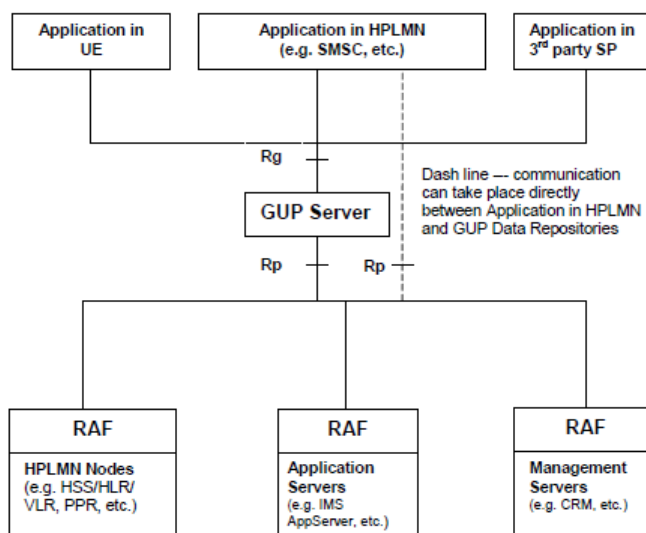 Application in
UE
Application in HPLMN
(e.g. SMSC, etc.)
Application in
3rd party SP
Rg
Dash line –- communication
can take place directly
between Application in HPLMN
and GUP Data Repositories
GUP Server
Rp
Rp
RAF
HPLMN Nodes
(e.g. HSS/HLR/
VLR, PPR, etc.)
RAF
Application
Servers
(e.g. IMS
AppServer, etc.)
RAF
Management
Servers
(e.g. CRM, etc.)